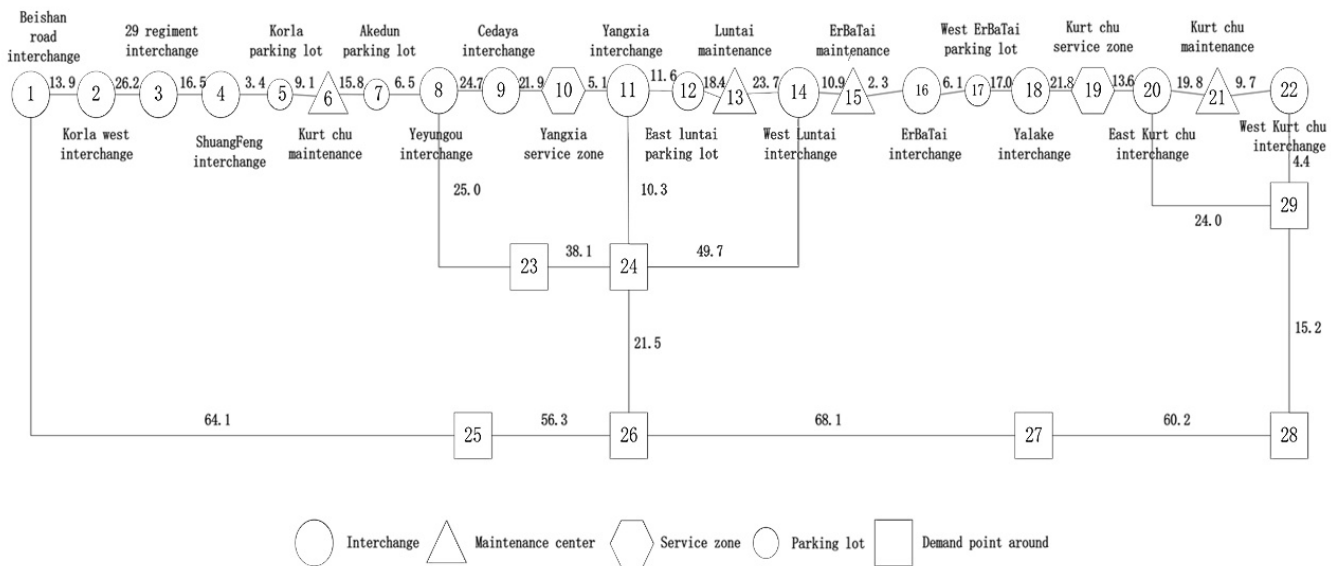 Beishan
road
interchange
29 regiment
interchange
Korla
parking lot
Akedun
parking lot
Cedaya
interchange
Yangxia
interchange
Luntai
maintenance
ErBaTai
maintenance
West ErBaTai
parking lot
Kurt chu
service zone
Kurt chu
maintenance
1 13.9 2 26.2 3 16.5 4 3.4 5 9.1 6 15.8 7 6.5 8 24.7 9 21.9 10 5.1 11 11.6 12 18.4 13 23.7 14 10.9 15 2.3 16 6.1 17 17.0 18 21.8 19 13.6 20 19.8 21 9.7 22
Korla west
interchange
ShuangFeng
interchange
Kurt chu
maintenance
Yeyungou
interchange
Yangxia
service zone
East luntai
parking lot
West Luntai
interchange
ErBaTai
interchange
Yalake
interchange
East Kurt chu
interchange
West Kurt chu
interchange
4.4
25.0
10.3
29
24.0
23 38.1 24 49.7
21.5
15.2
64.1
25 56.3 26 68.1 27 60.2 28
Interchange
Maintenance center
Service zone
Parking lot
Demand point around